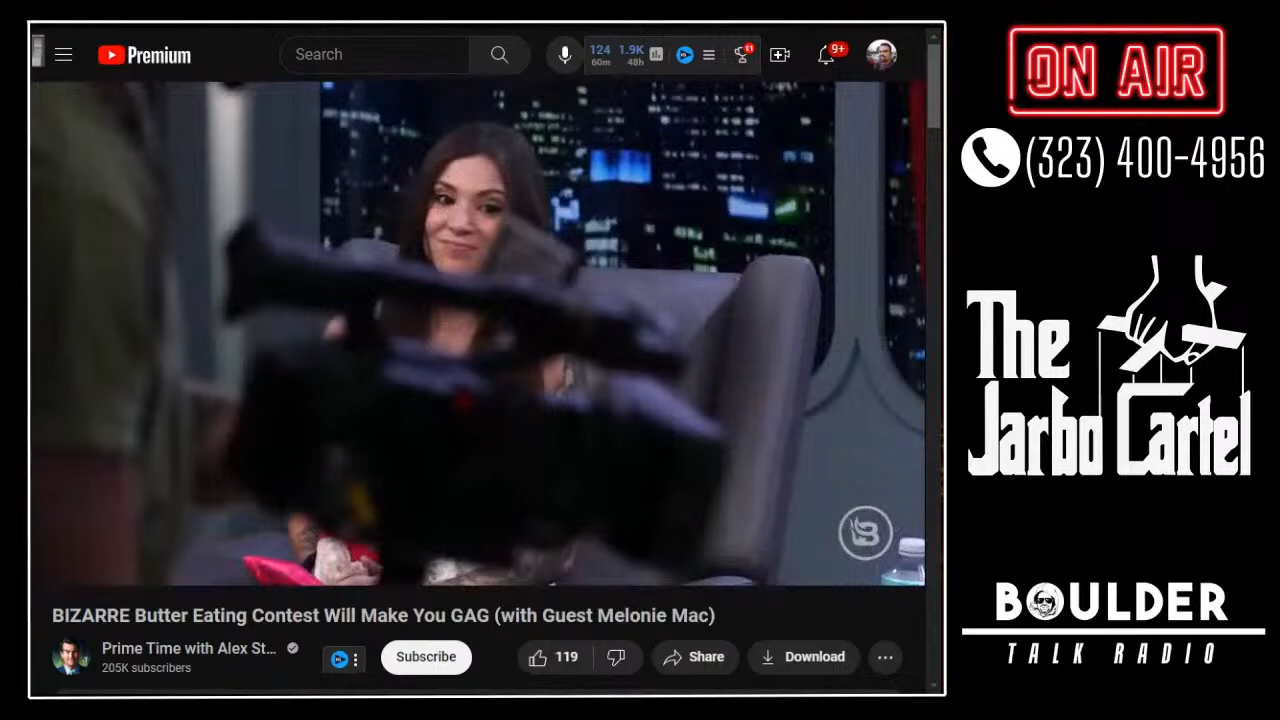 Premium
Search
124
60m
1.9K
48h
11
9+
BIZARRE Butter Eating Contest Will Make You GAG (with Guest Melonie Mac)
Prime Time with Alex St...
205K subscribers
Subscribe
119
Share
Download
ON AIR
(323) 400-4956
The
Jarbo Cartel
BOULDER
TALK RADIO